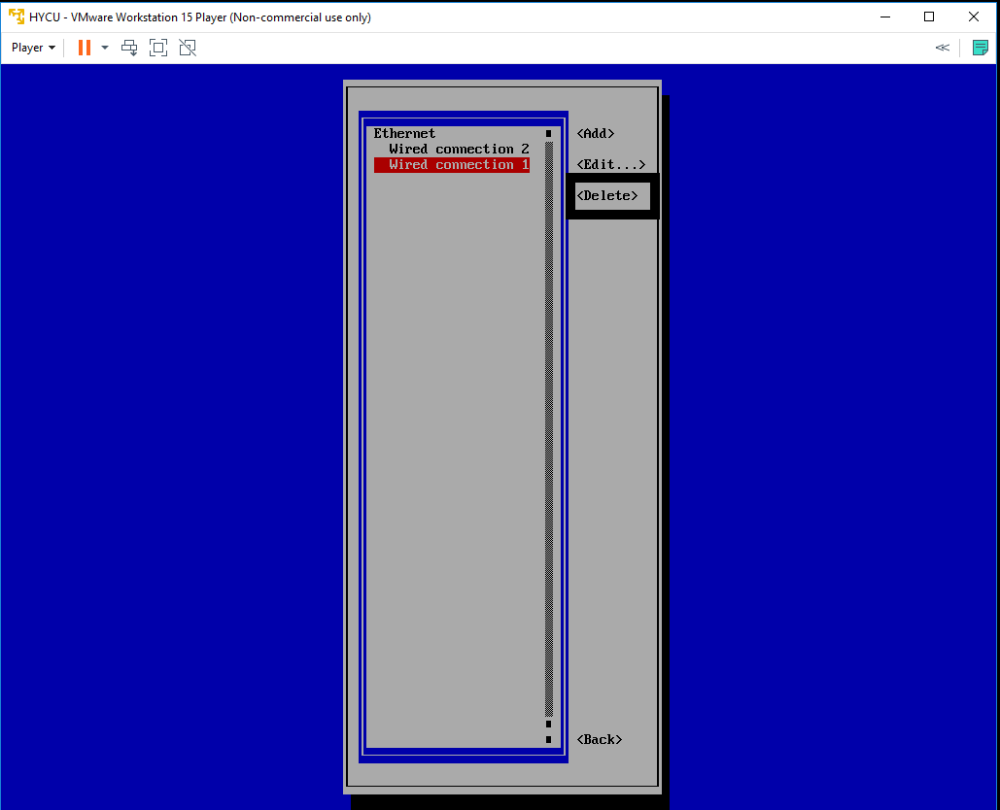 HYCU - VMware Workstation 15 Player (Non-commercial use only)
Player
Ethernet
Wired connection 2
Wired connection 1
<Add>
<Edit...>
<Delete>
<Back>